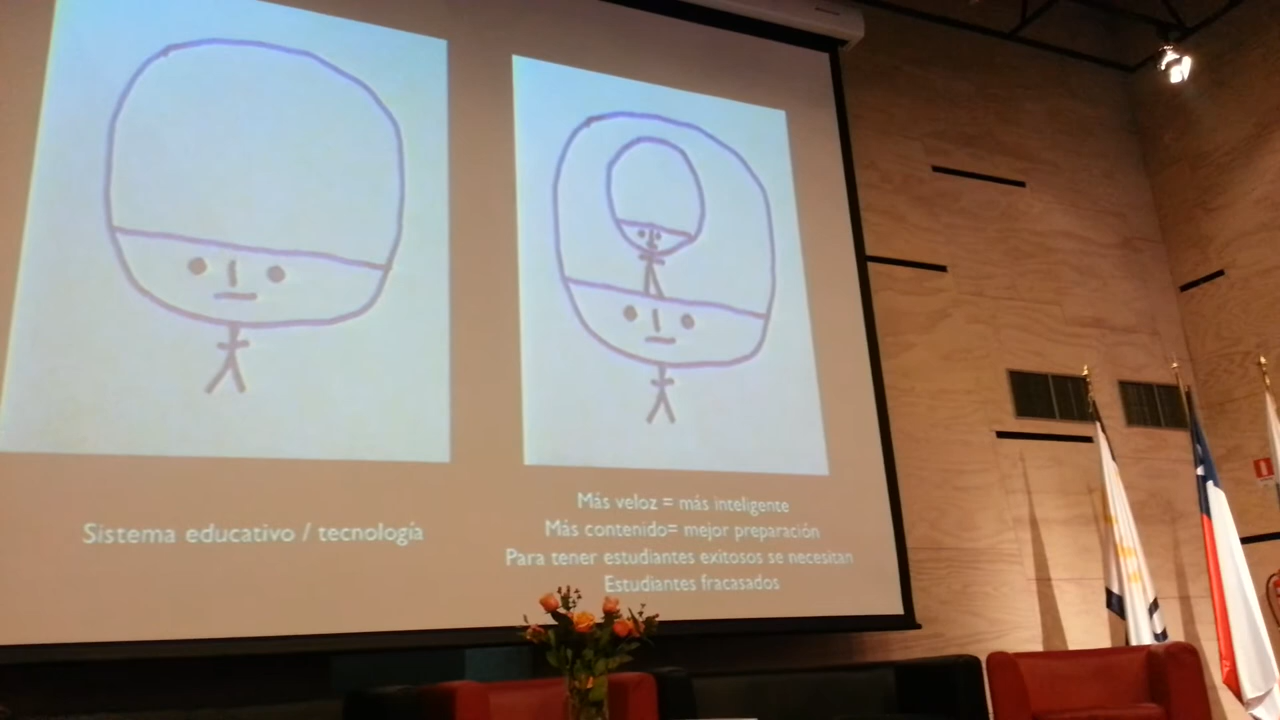 Sistema educativo / tecnología
Más veloz = más inteligente
Más contenido= mejor preparación
Para tener estudiantes exitosos se necesitan
Estudiantes fracasados